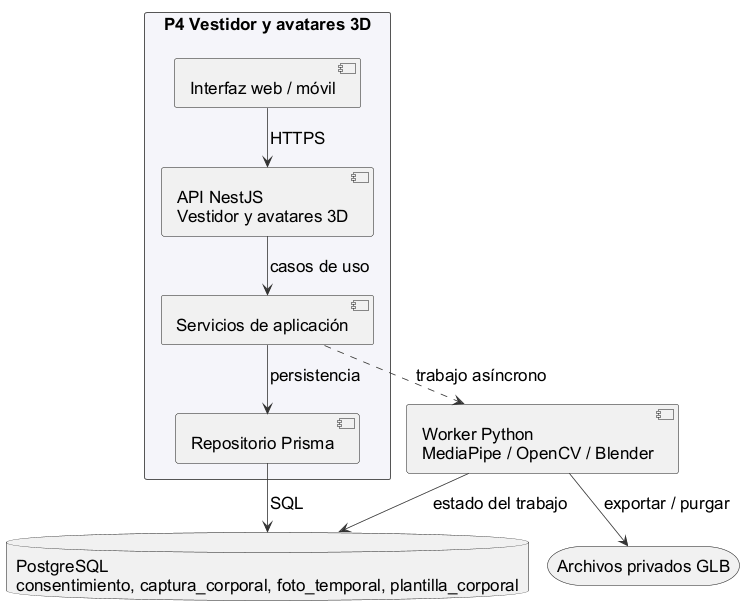 P4 Vestidor y avatares 3D
Interfaz web / móvil
HTTPS
API NestJS
Vestidor y avatares 3D
casos de uso
Servicios de aplicación
persistencia
trabajo asíncrono
Repositorio Prisma
Worker Python
MediaPipe / OpenCV / Blender
SQL
estado del trabajo
exportar / purgar
PostgreSQL
consentimiento, captura_corporal, foto_temporal, plantilla_corporal
Archivos privados GLB